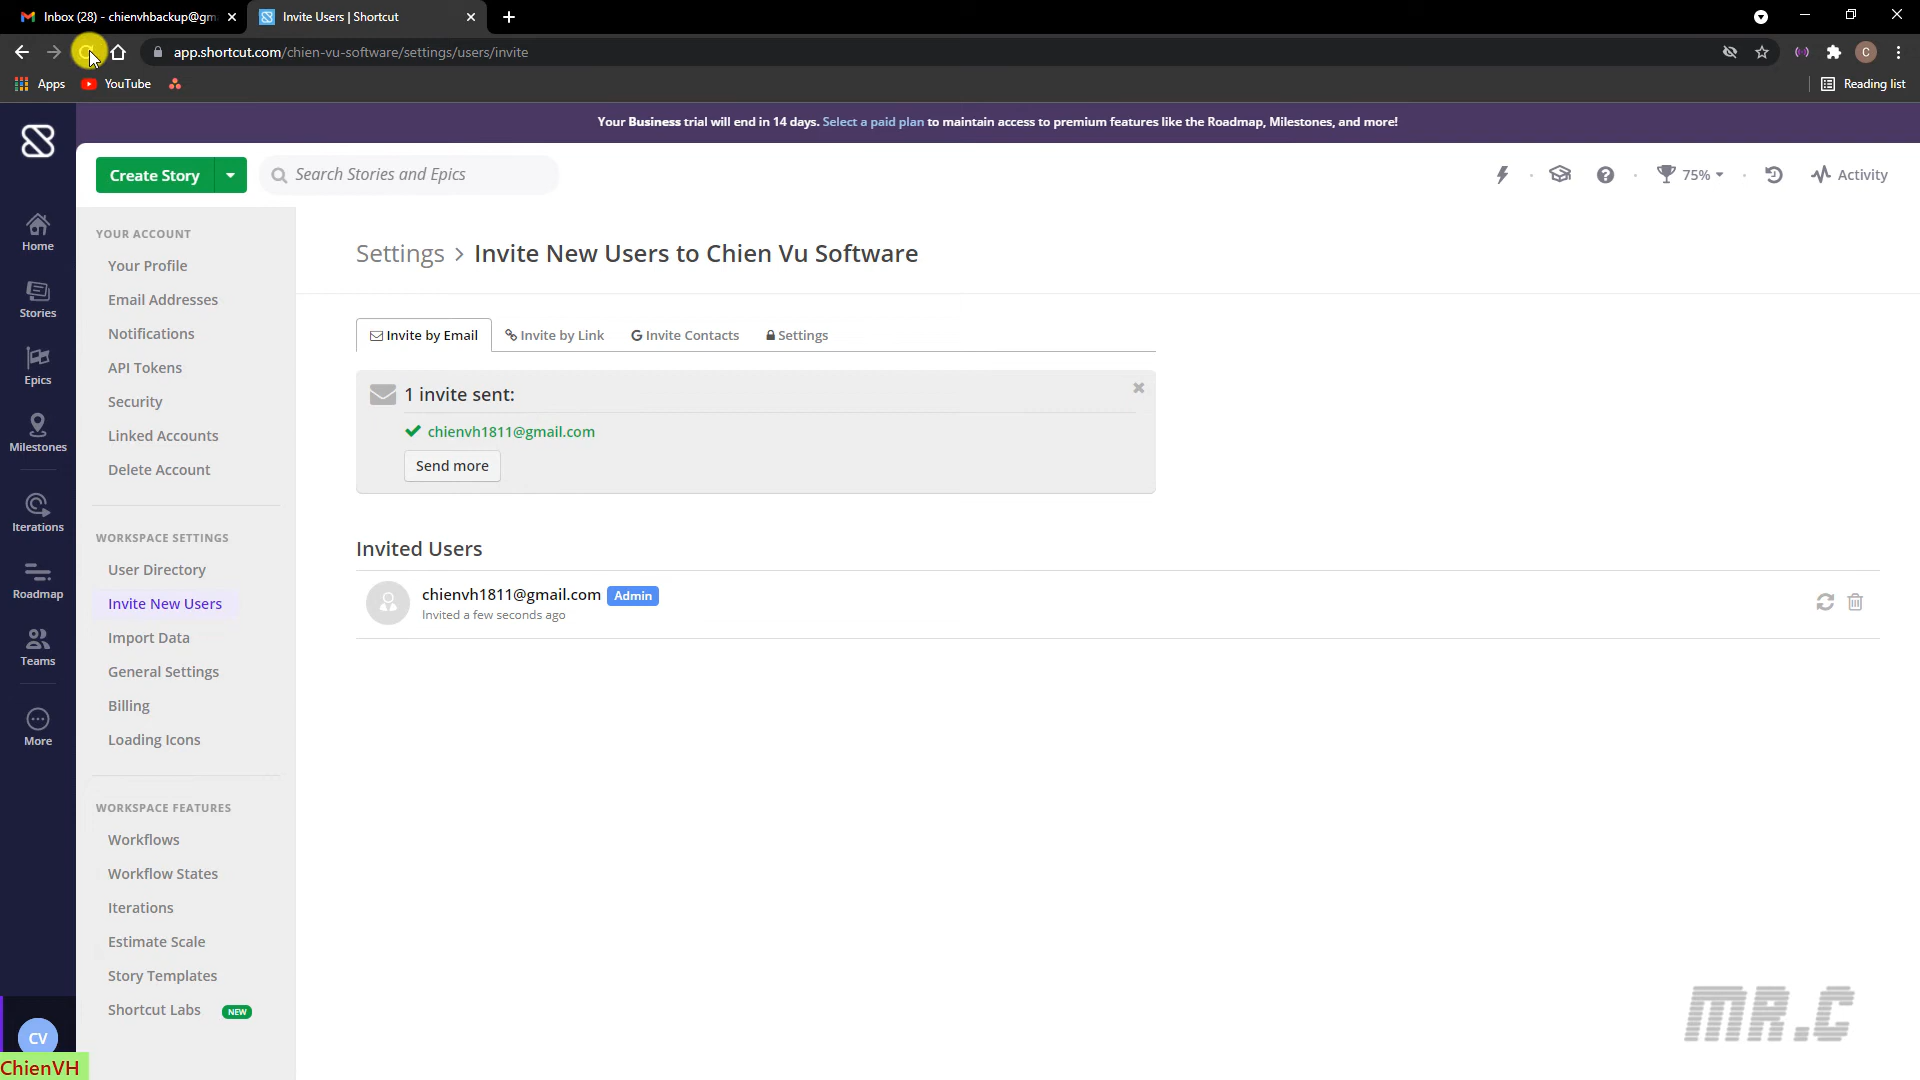 Inbox (28) - chienvhbackup@gm
Invite Users | Shortcut
app.shortcut.com/chien-vu-software/settings/users/invite
C
Apps
YouTube
Reading list
Your Business trial will end in 14 days. Select a paid plan to maintain access to premium features like the Roadmap, Milestones, and more!
Create Story
Search Stories and Epics
75%
Activity
Home
Stories
Epics
Milestones
Iterations
Roadmap
Teams
More
CV
ChienVH
YOUR ACCOUNT
Your Profile
Email Addresses
Notifications
API Tokens
Security
Linked Accounts
Delete Account
WORKSPACE SETTINGS
User Directory
Invite New Users
Import Data
General Settings
Billing
Loading Icons
WORKSPACE FEATURES
Workflows
Workflow States
Iterations
Estimate Scale
Story Templates
Shortcut Labs NEW
Settings > Invite New Users to Chien Vu Software
Invite by Email
Invite by Link
Invite Contacts
Settings
1 invite sent:
chienvh1811@gmail.com
Send more
Invited Users
chienvh1811@gmail.com Admin
Invited a few seconds ago
MR.C